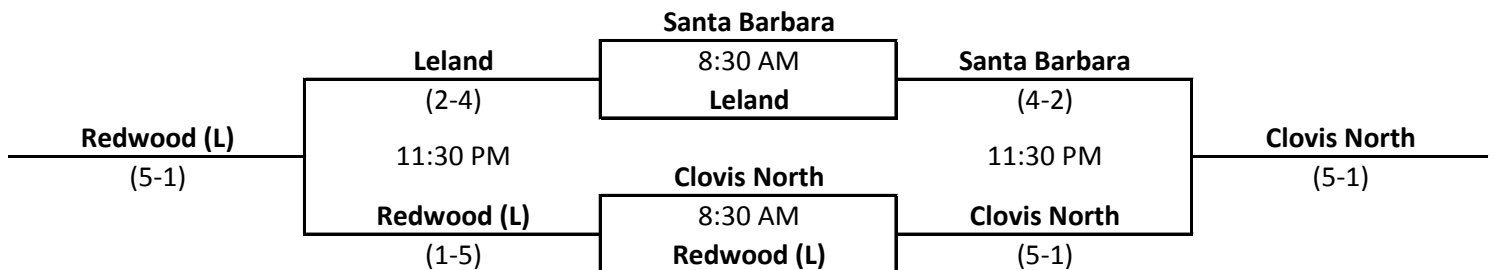 Santa Barbara
Leland 8:30 AM Santa Barbara
(2-4) Leland (4-2)
Redwood (L) Clovis North
11:30 PM 11:30 PM
(5-1) Clovis North (5-1)
Redwood (L) 8:30 AM Clovis North
(1-5) Redwood (L) (5-1)